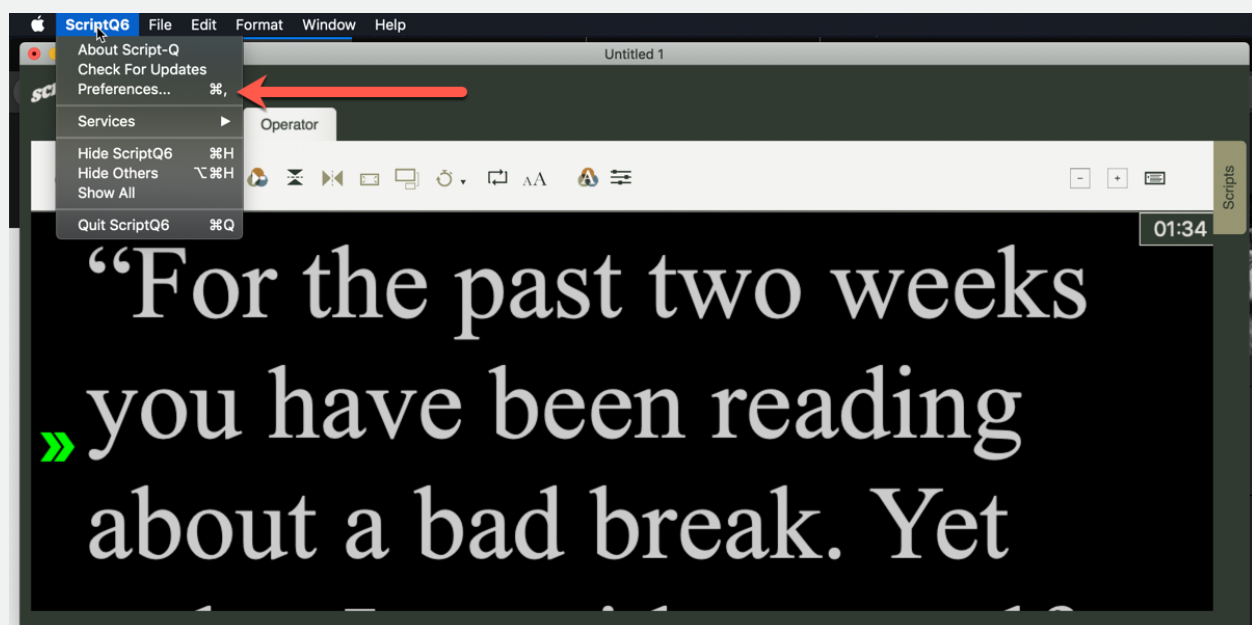 ScriptQ6 File Edit Format Window Help
Untitled 1
About Script-Q
Check For Updates
Preferences... ⌘,
Services ▶
Hide ScriptQ6 ⌘H
Hide Others ⌥⌘H
Show All
Quit ScriptQ6 ⌘Q
Operator
Scripts
01:34
“For the past two weeks
you have been reading
about a bad break. Yet